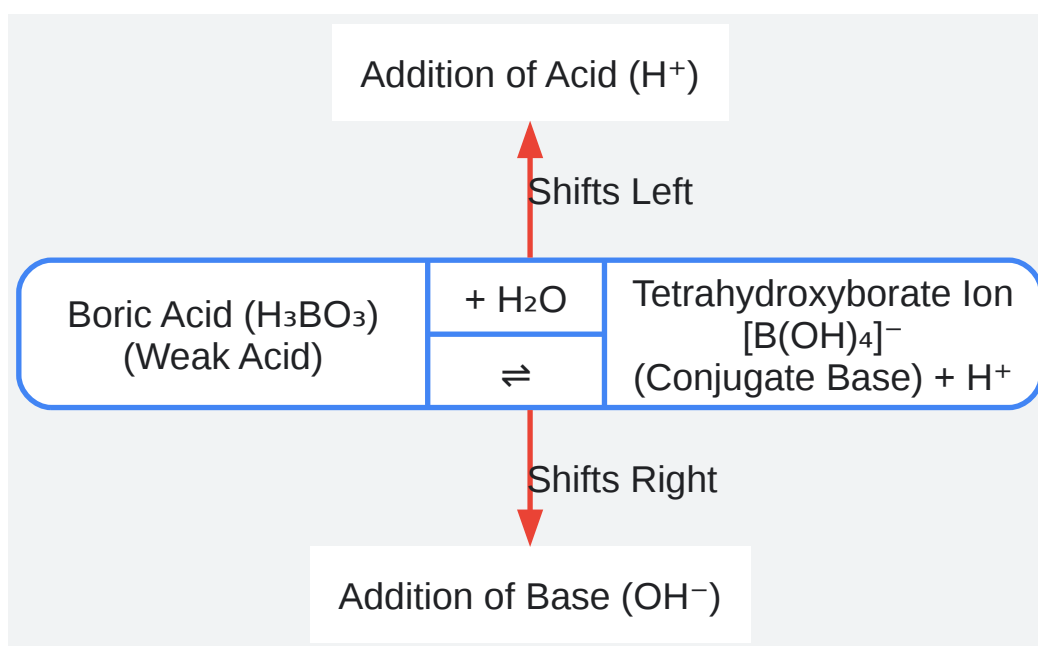 Addition of Acid (H⁺)
Shifts Left
Boric Acid (H₃BO₃)
(Weak Acid)
+ H₂O
⇌
Tetrahydroxyborate Ion
[B(OH)₄]⁻
(Conjugate Base) + H⁺
Shifts Right
Addition of Base (OH⁻)